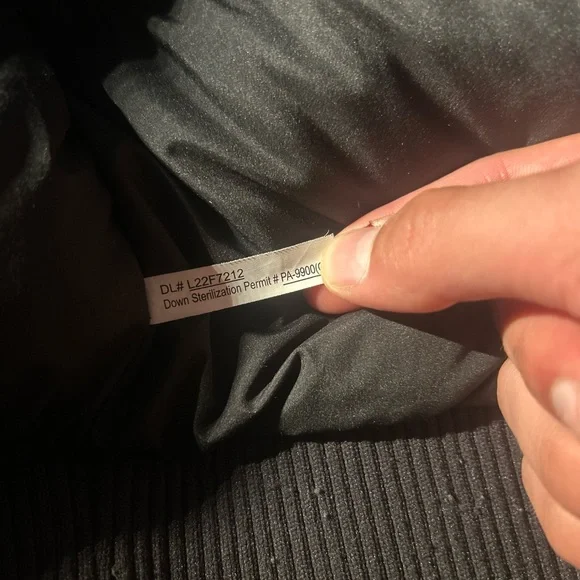 DL# L22F7212
Down Sterilization Permit # PA-9900(